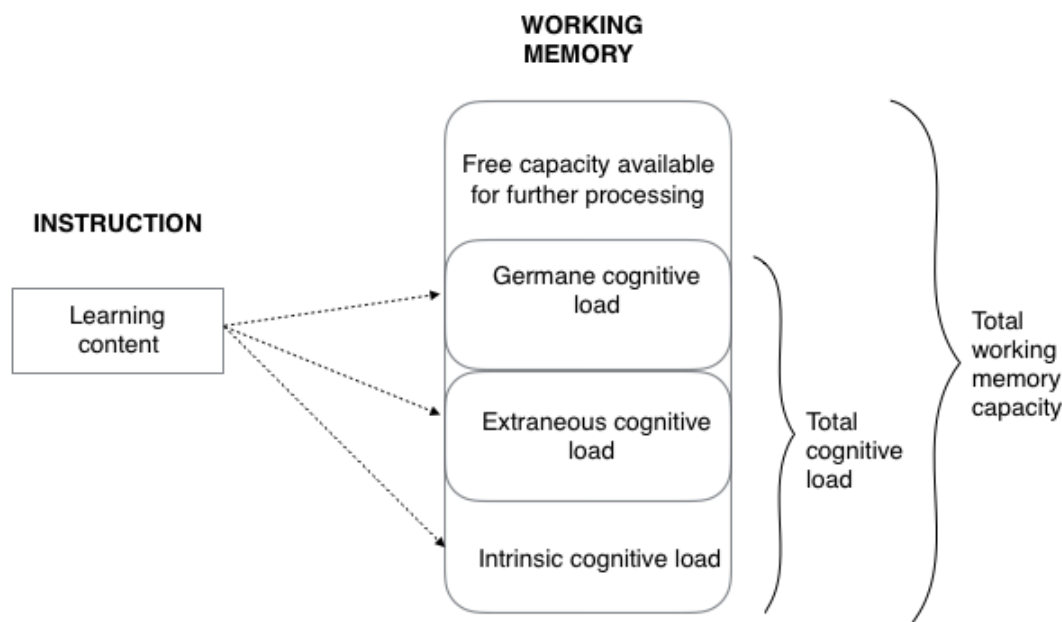 WORKING
MEMORY
Free capacity available
for further processing
INSTRUCTION
Learning
content
Germane cognitive
load
Extraneous cognitive
load
Intrinsic cognitive load
Total
cognitive
load
Total
working
memory
capacity